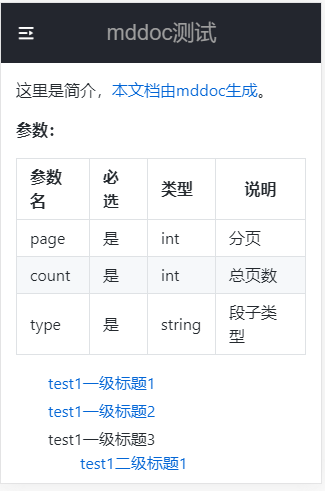 mddoc测试
这里是简介，本文档由mddoc生成。
参数：
参数名 必选 类型 说明
page 是 int 分页
count 是 int 总页数
type 是 string 段子类型
test1一级标题1
test1一级标题2
test1一级标题3
test1二级标题1